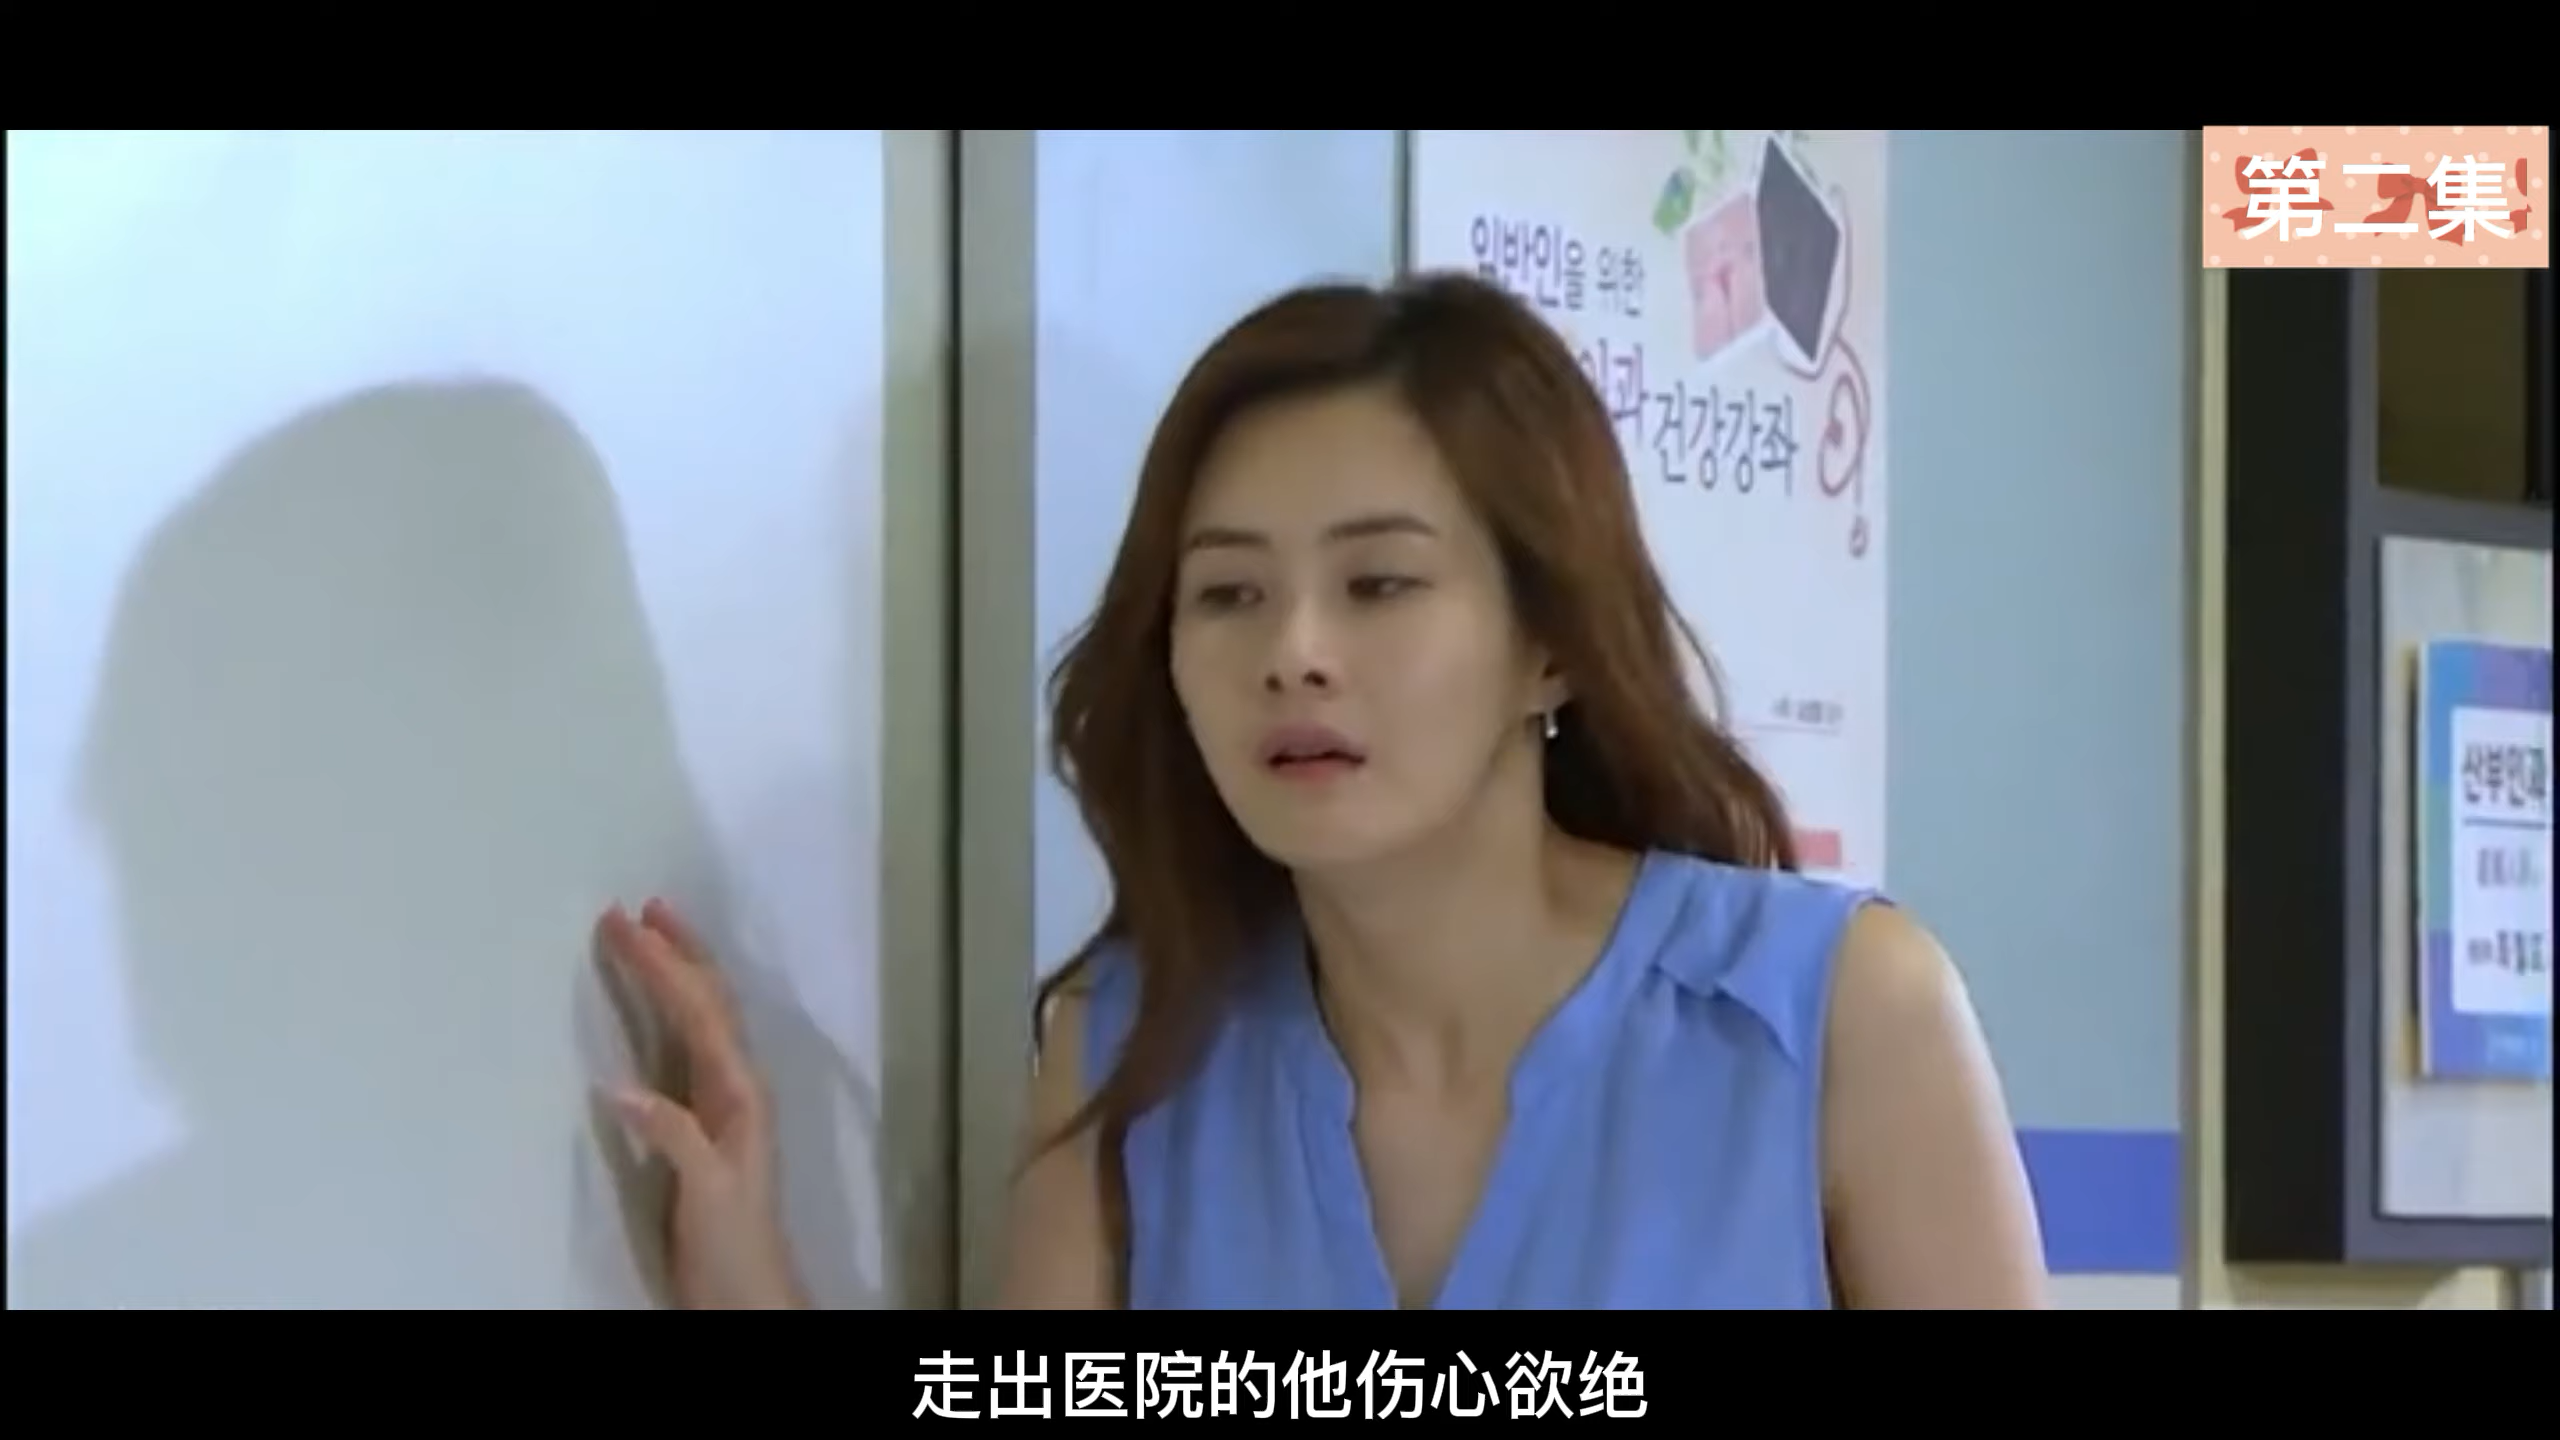 第二集
일반인을 위한
건강강좌
산부인과
走出医院的他伤心欲绝